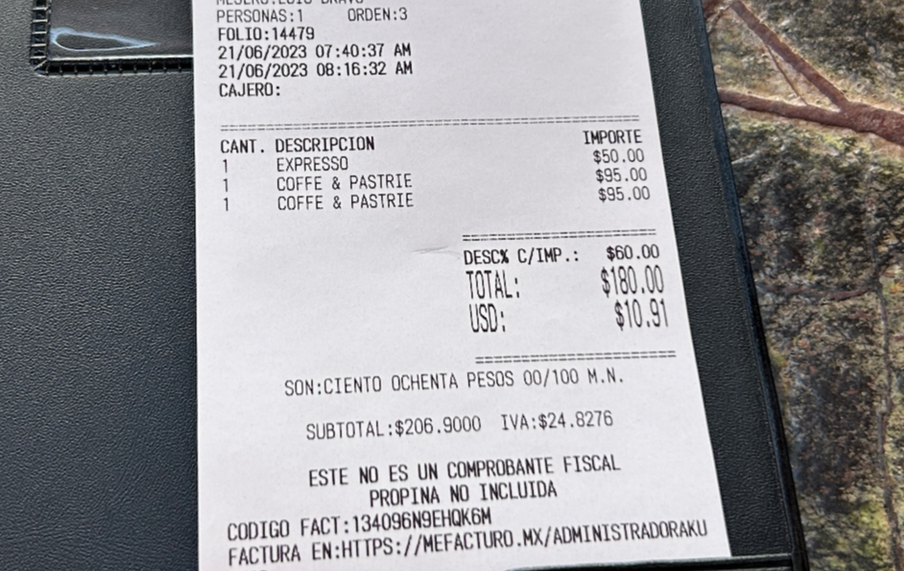 PERSONAS:1 ORDEN:3
FOLIO:14479
21/06/2023 07:40:37 AM
21/06/2023 08:16:32 AM
CAJERO:
CANT. DESCRIPCION IMPORTE
1 EXPRESSO $50.00
1 COFFE & PASTRIE $95.00
1 COFFE & PASTRIE $95.00
DESC% C/IMP.: $60.00
TOTAL: $180.00
USD: $10.91
SON:CIENTO OCHENTA PESOS 00/100 M.N.
SUBTOTAL:$206.9000 IVA:$24.8276
ESTE NO ES UN COMPROBANTE FISCAL
PROPINA NO INCLUIDA
CODIGO FACT:134096N9EHQK6M
FACTURA EN:HTTPS://MEFACTURO.MX/ADMINISTRADORAKU